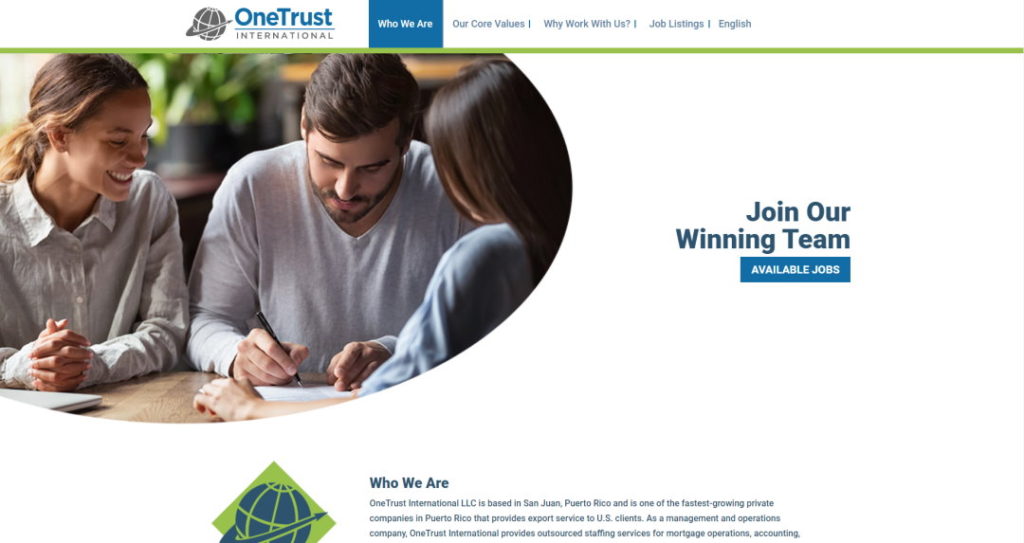 OneTrust
INTERNATIONAL
Who We Are
Our Core Values
Why Work With Us?
Job Listings
English
Join Our
Winning Team
AVAILABLE JOBS
Who We Are
OneTrust International LLC is based in San Juan, Puerto Rico and is one of the fastest-growing private
companies in Puerto Rico that provides export service to U.S. clients. As a management and operations
company, OneTrust International provides outsourced staffing services for mortgage operations, accounting,